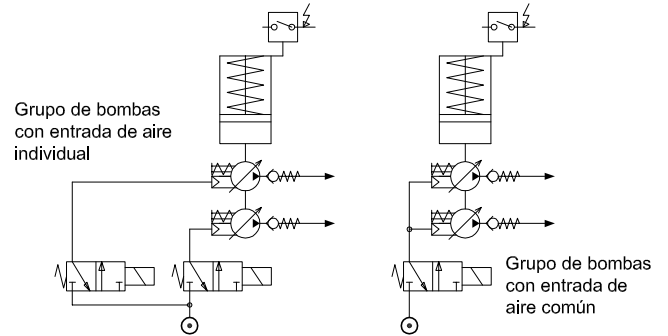 Grupo de bombas
con entrada de aire
individual
Grupo de bombas
con entrada de
aire común